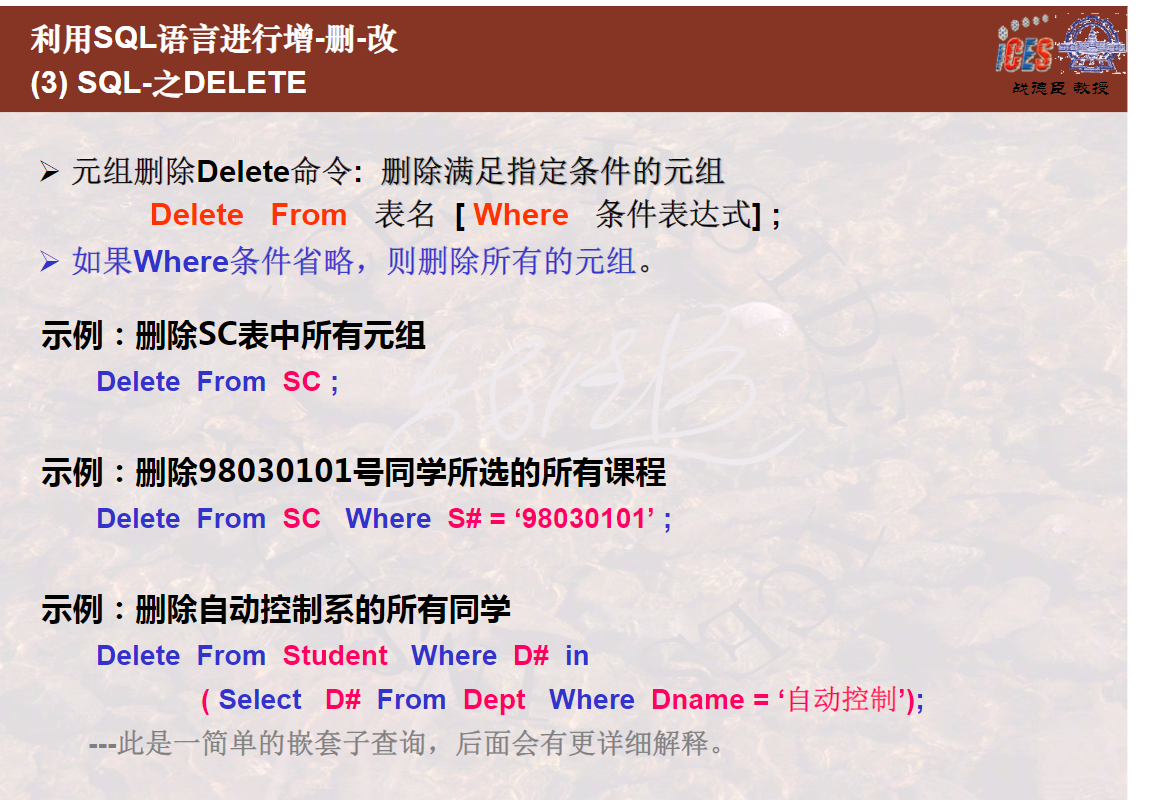 利用SQL语言进行增-删-改
(3) SQL-之DELETE
iCES
战德臣 教授
➢ 元组删除Delete命令: 删除满足指定条件的元组
Delete From 表名 [ Where 条件表达式] ;
➢ 如果Where条件省略，则删除所有的元组。
示例：删除SC表中所有元组
Delete From SC ;
示例：删除98030101号同学所选的所有课程
Delete From SC Where S# = ‘98030101’ ;
示例：删除自动控制系的所有同学
Delete From Student Where D# in
( Select D# From Dept Where Dname = ‘自动控制’);
---此是一简单的嵌套子查询，后面会有更详细解释。